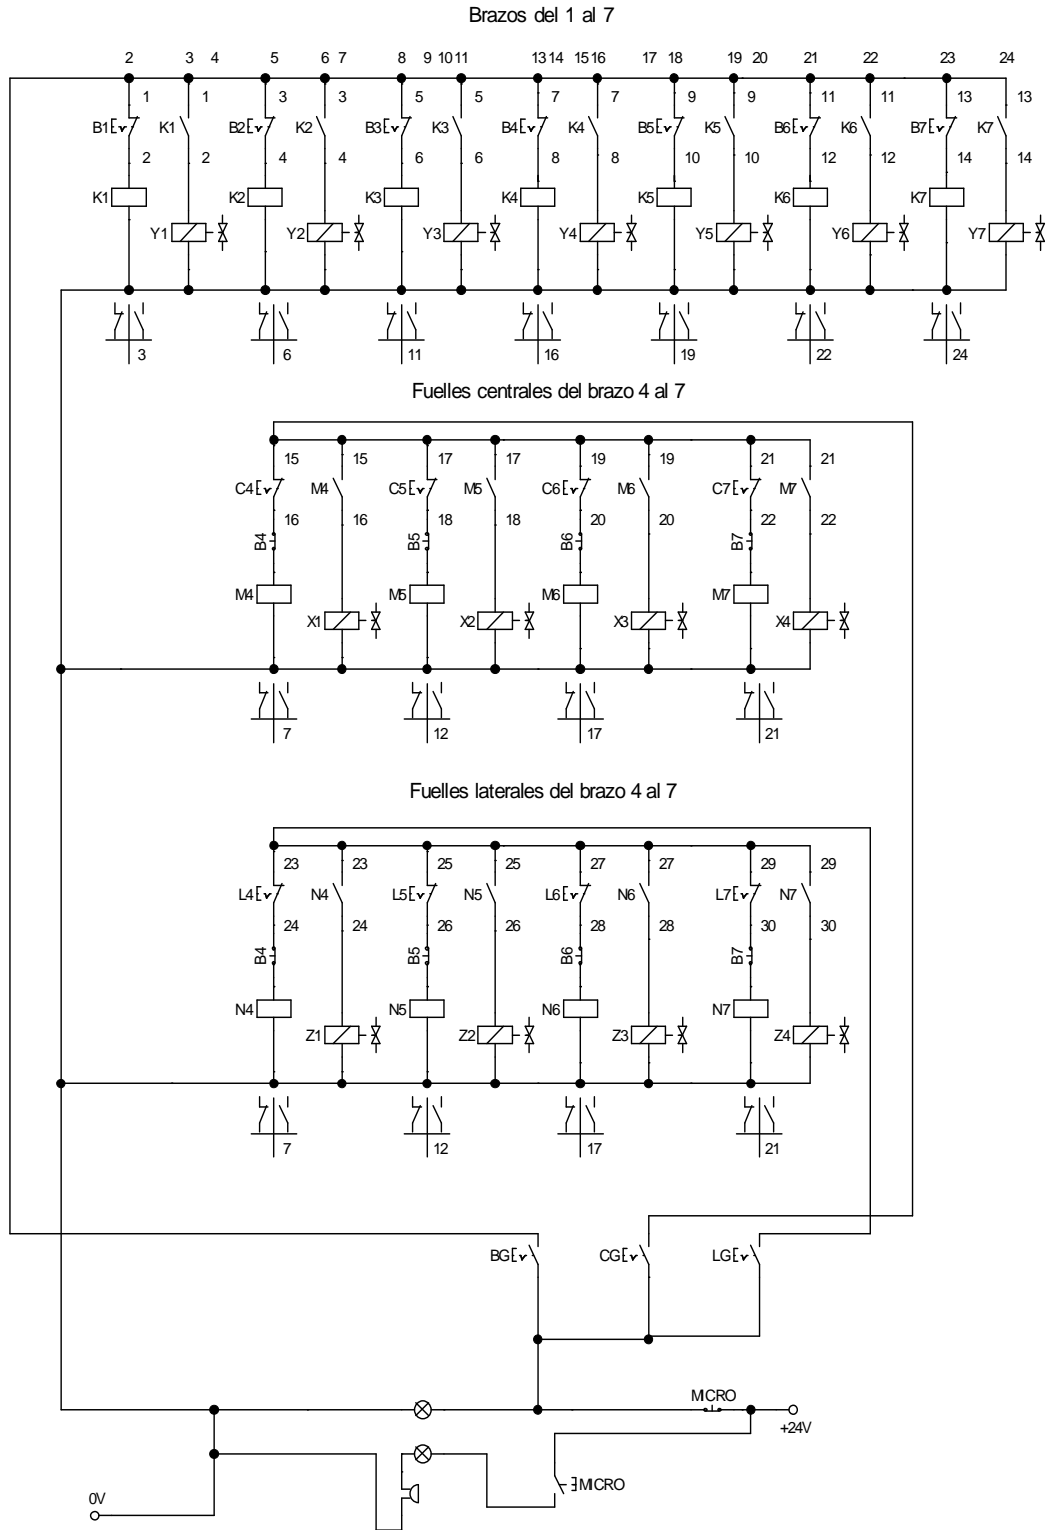 Brazos del 1 al 7
2 3 4 5 6 7 8 9 10 11 13 14 15 16 17 18 19 20 21 22 23 24
1 1 3 3 5 5 7 7 9 9 11 11 13 13
B1 K1 B2 K2 B3 K3 B4 K4 B5 K5 B6 K6 B7 K7
2 2 4 4 6 6 8 8 10 10 12 12 14 14
K1 K2 K3 K4 K5 K6 K7
Y1 Y2 Y3 Y4 Y5 Y6 Y7
3 6 11 16 19 22 24
Fuelles centrales del brazo 4 al 7
15 15 17 17 19 19 21 21
C4 M4 C5 M5 C6 M6 C7 M7
16 16 18 18 20 20 22 22
B4 B5 B6 B7
M4 M5 M6 M7
X1 X2 X3 X4
7 12 17 21
Fuelles laterales del brazo 4 al 7
23 23 25 25 27 27 29 29
L4 N4 L5 N5 L6 N6 L7 N7
24 24 26 26 28 28 30 30
B4 B5 B6 B7
N4 N5 N6 N7
Z1 Z2 Z3 Z4
7 12 17 21
BG CG LG
MICRO
+24V
MICRO
0V